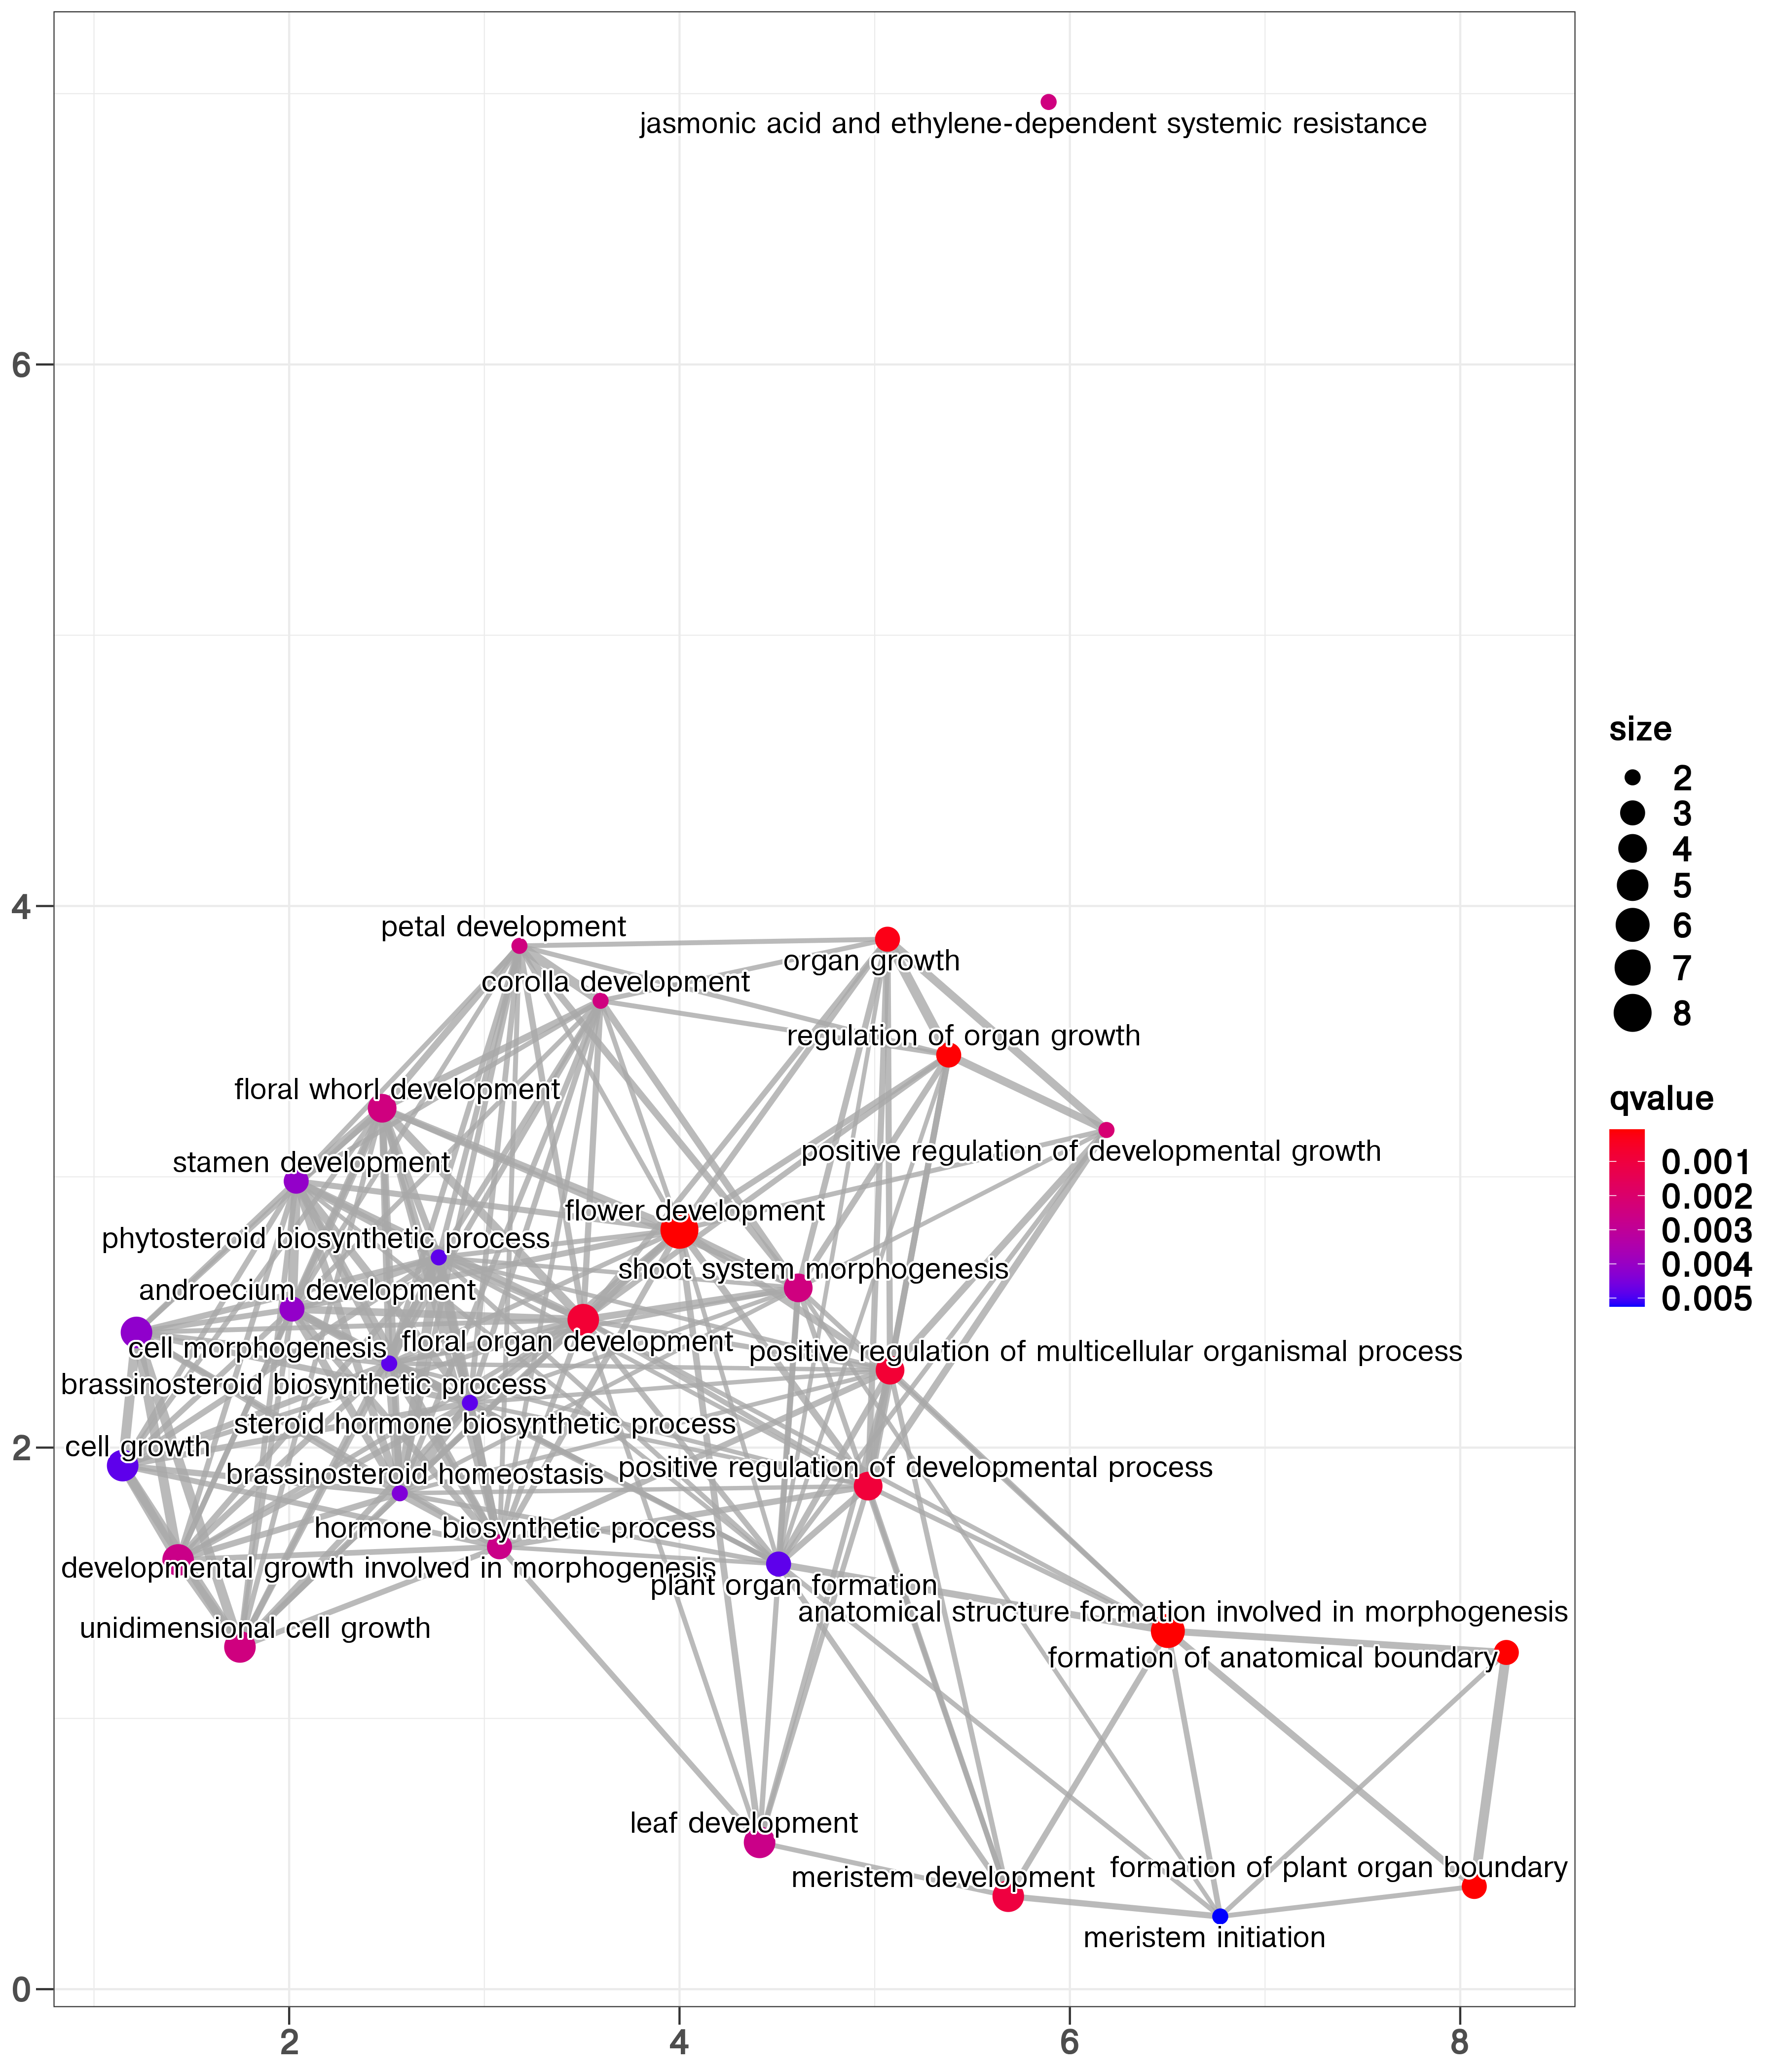 jasmonic acid and ethylene-dependent systemic resistance
6
size
2
3
4
5
6
7
8
4
petal development
organ growth
corolla development
regulation of organ growth
floral whorl development
qvalue
0.001
0.002
0.003
0.004
0.005
stamen development
positive regulation of developmental growth
flower development
phytosteroid biosynthetic process
shoot system morphogenesis
androecium development
floral organ development
cell morphogenesis
positive regulation of multicellular organismal process
brassinosteroid biosynthetic process
steroid hormone biosynthetic process
2
cell growth
brassinosteroid homeostasis
positive regulation of developmental process
hormone biosynthetic process
developmental growth involved in morphogenesis
plant organ formation
anatomical structure formation involved in morphogenesis
unidimensional cell growth
formation of anatomical boundary
leaf development
formation of plant organ boundary
meristem development
meristem initiation
0
2
4
6
8